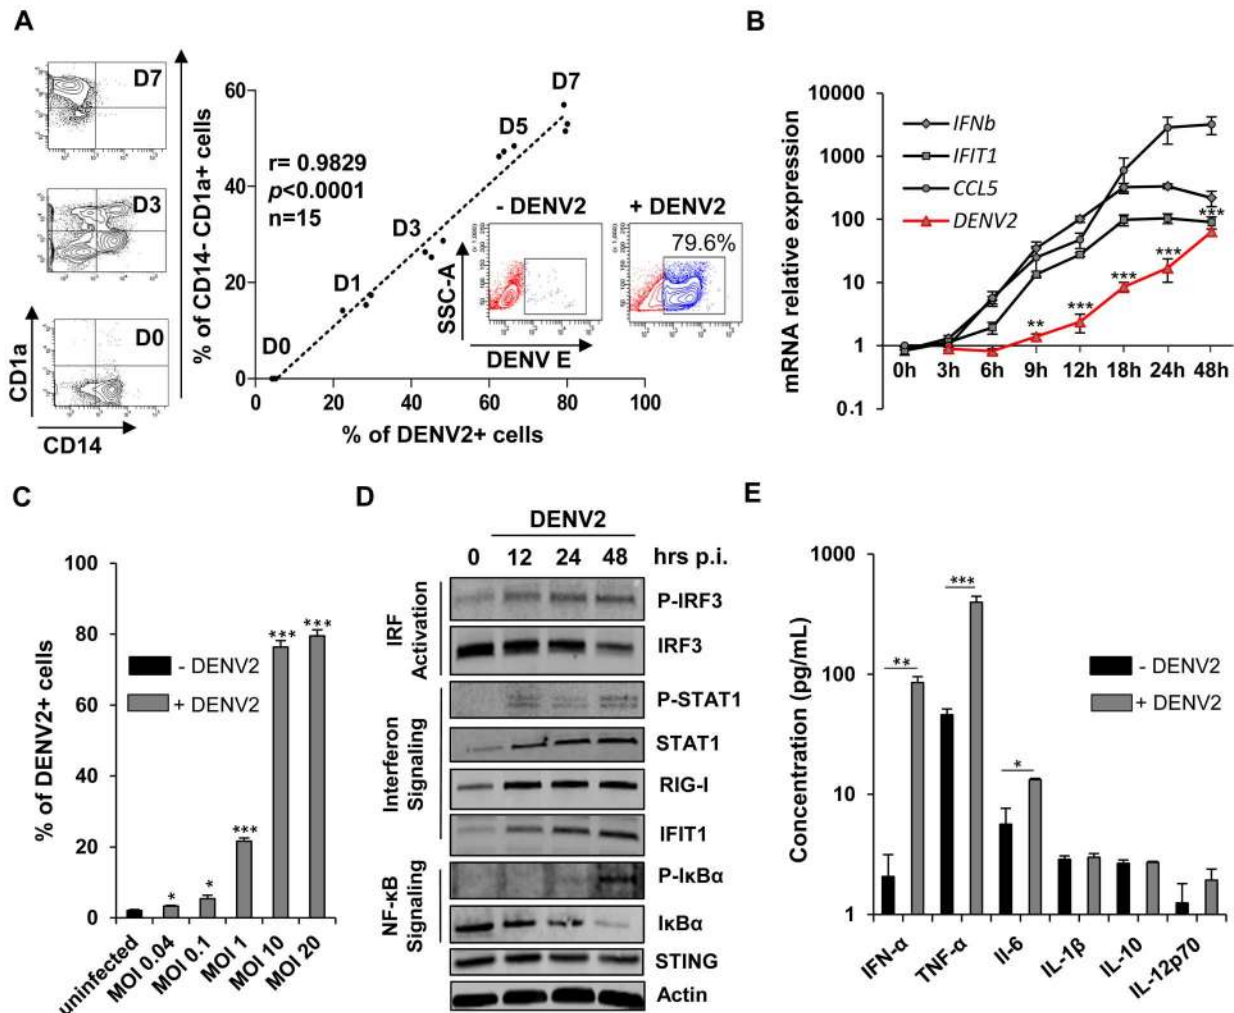 A
D7
D3
D0
CD1a
CD14
% of CD14- CD1a+ cells
60
40
20
0
0
20
40
60
80
100
% of DENV2+ cells
r= 0.9829
p<0.0001
n=15
D0
D1
D3
D5
D7
- DENV2
+ DENV2
79.6%
SSC-A
DENV E
B
mRNA relative expression
10000
1000
100
10
1
0.1
IFNb
IFIT1
CCL5
DENV2
** *** *** *** ***
0h 3h 6h 9h 12h 18h 24h 48h
C
% of DENV2+ cells
100
80
60
40
20
0
- DENV2
+ DENV2
* * *** *** ***
uninfected
MOI 0.04
MOI 0.1
MOI 1
MOI 10
MOI 20
D
DENV2
0 12 24 48 hrs p.i.
IRF Activation
P-IRF3
IRF3
Interferon Signaling
P-STAT1
STAT1
RIG-I
IFIT1
NF-κB Signaling
P-IκBα
IκBα
STING
Actin
E
Concentration (pg/mL)
1000
100
10
1
** *** *
- DENV2
+ DENV2
IFN-α
TNF-α
Il-6
IL-1β
IL-10
IL-12p70